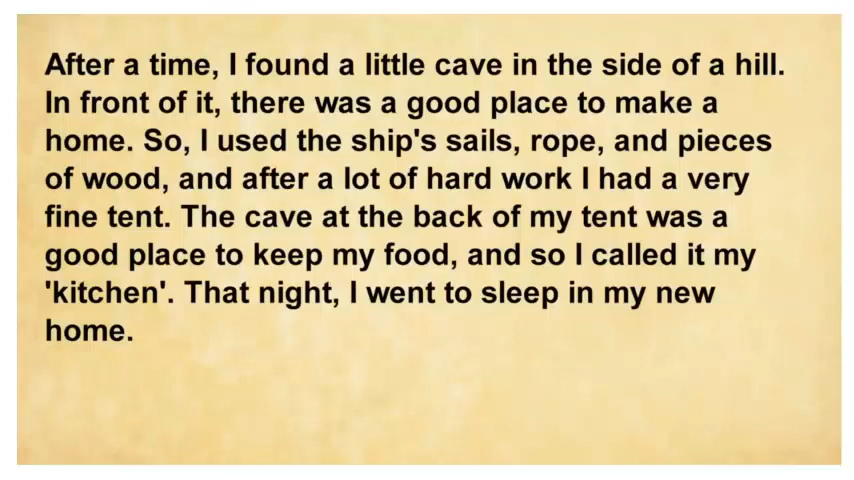 After a time, I found a little cave in the side of a hill.
In front of it, there was a good place to make a
home. So, I used the ship's sails, rope, and pieces
of wood, and after a lot of hard work I had a very
fine tent. The cave at the back of my tent was a
good place to keep my food, and so I called it my
'kitchen'. That night, I went to sleep in my new
home.